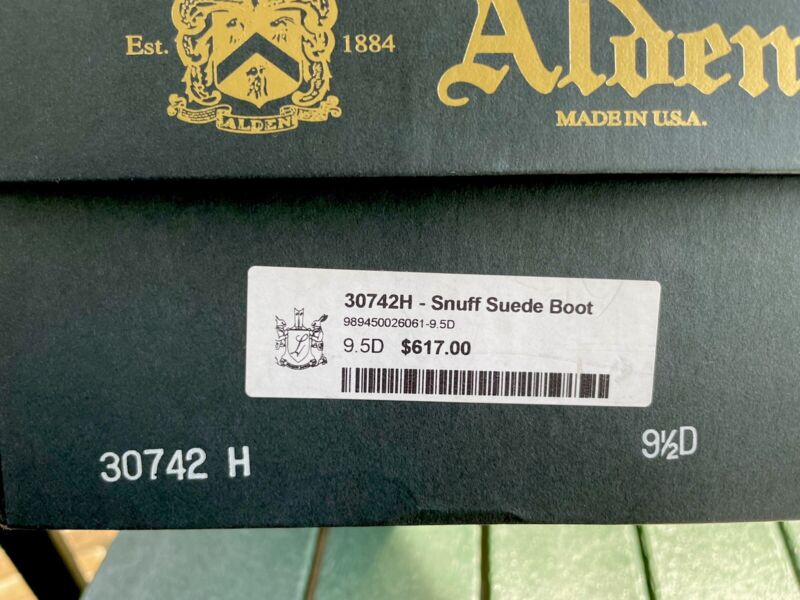 Est. 1884
ALDEN
Alden
MADE IN U.S.A.
30742H - Snuff Suede Boot
989450026061-9.5D
9.5D $617.00
30742 H
9½D